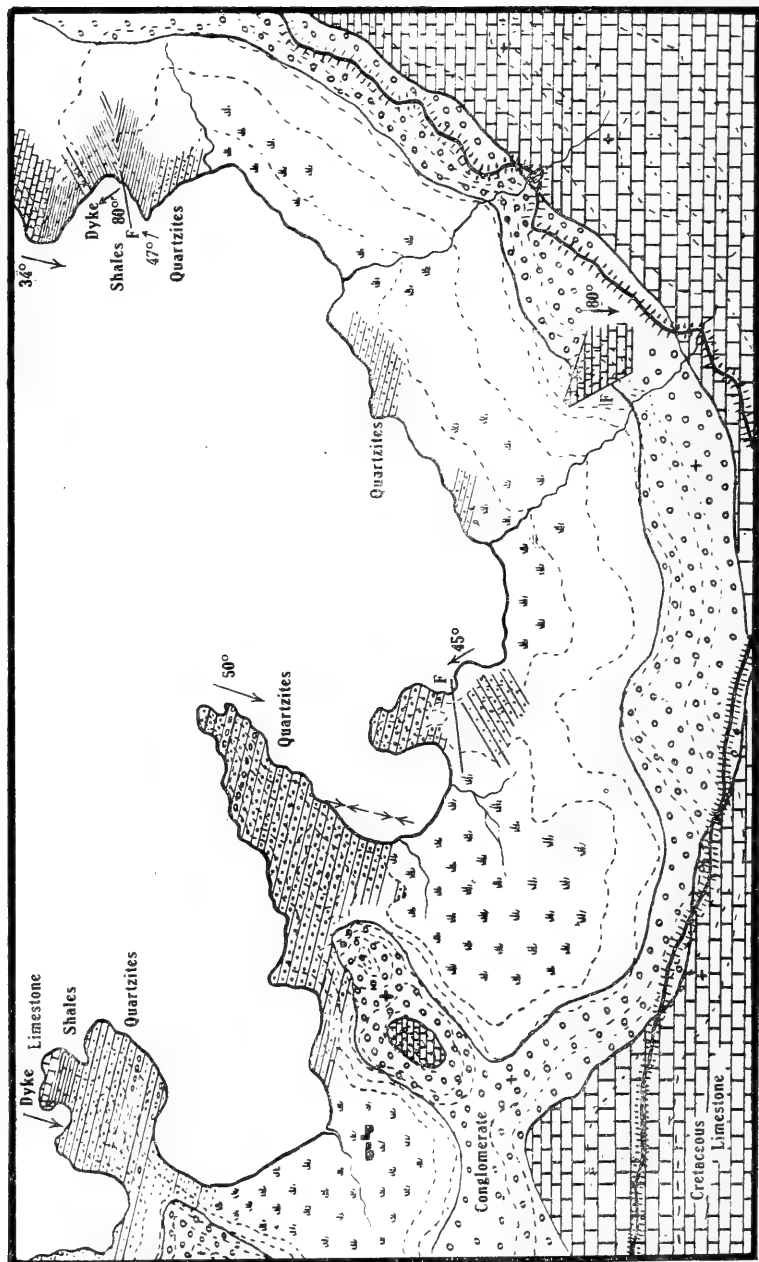 Dyke
Limestone
Shales
Quartzites
50°
Quartzites
45°
F
Quartzites
34°
Dyke
80°
Shales
F
47°
Quartzites
80°
F
Conglomerate
Cretaceous
Limestone